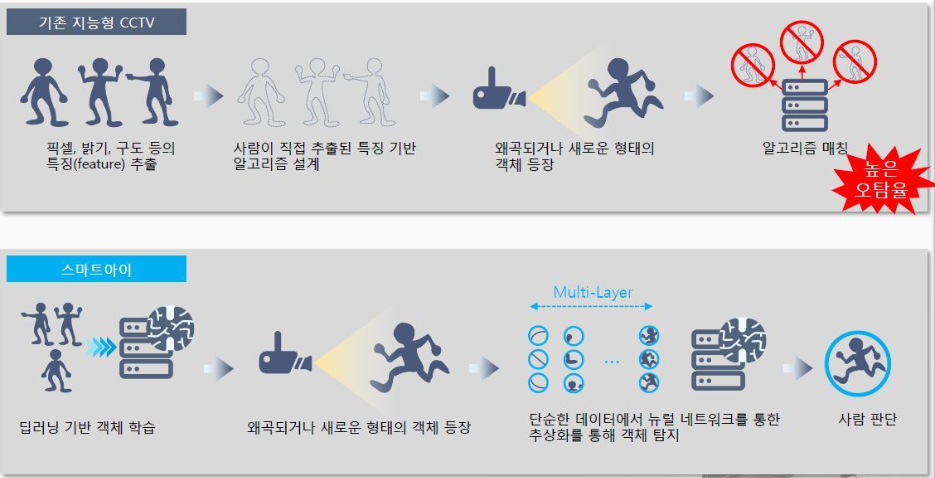 기존 지능형 CCTV
픽셀, 밝기, 구도 등의
특징(feature) 추출
사람이 직접 추출된 특징 기반
알고리즘 설계
왜곡되거나 새로운 형태의
객체 등장
알고리즘 매칭
높은
오탐율
스마트아이
딥러닝 기반 객체 학습
왜곡되거나 새로운 형태의 객체 등장
Multi-Layer
...
단순한 데이터에서 뉴럴 네트워크를 통한
추상화를 통해 객체 탐지
사람 판단